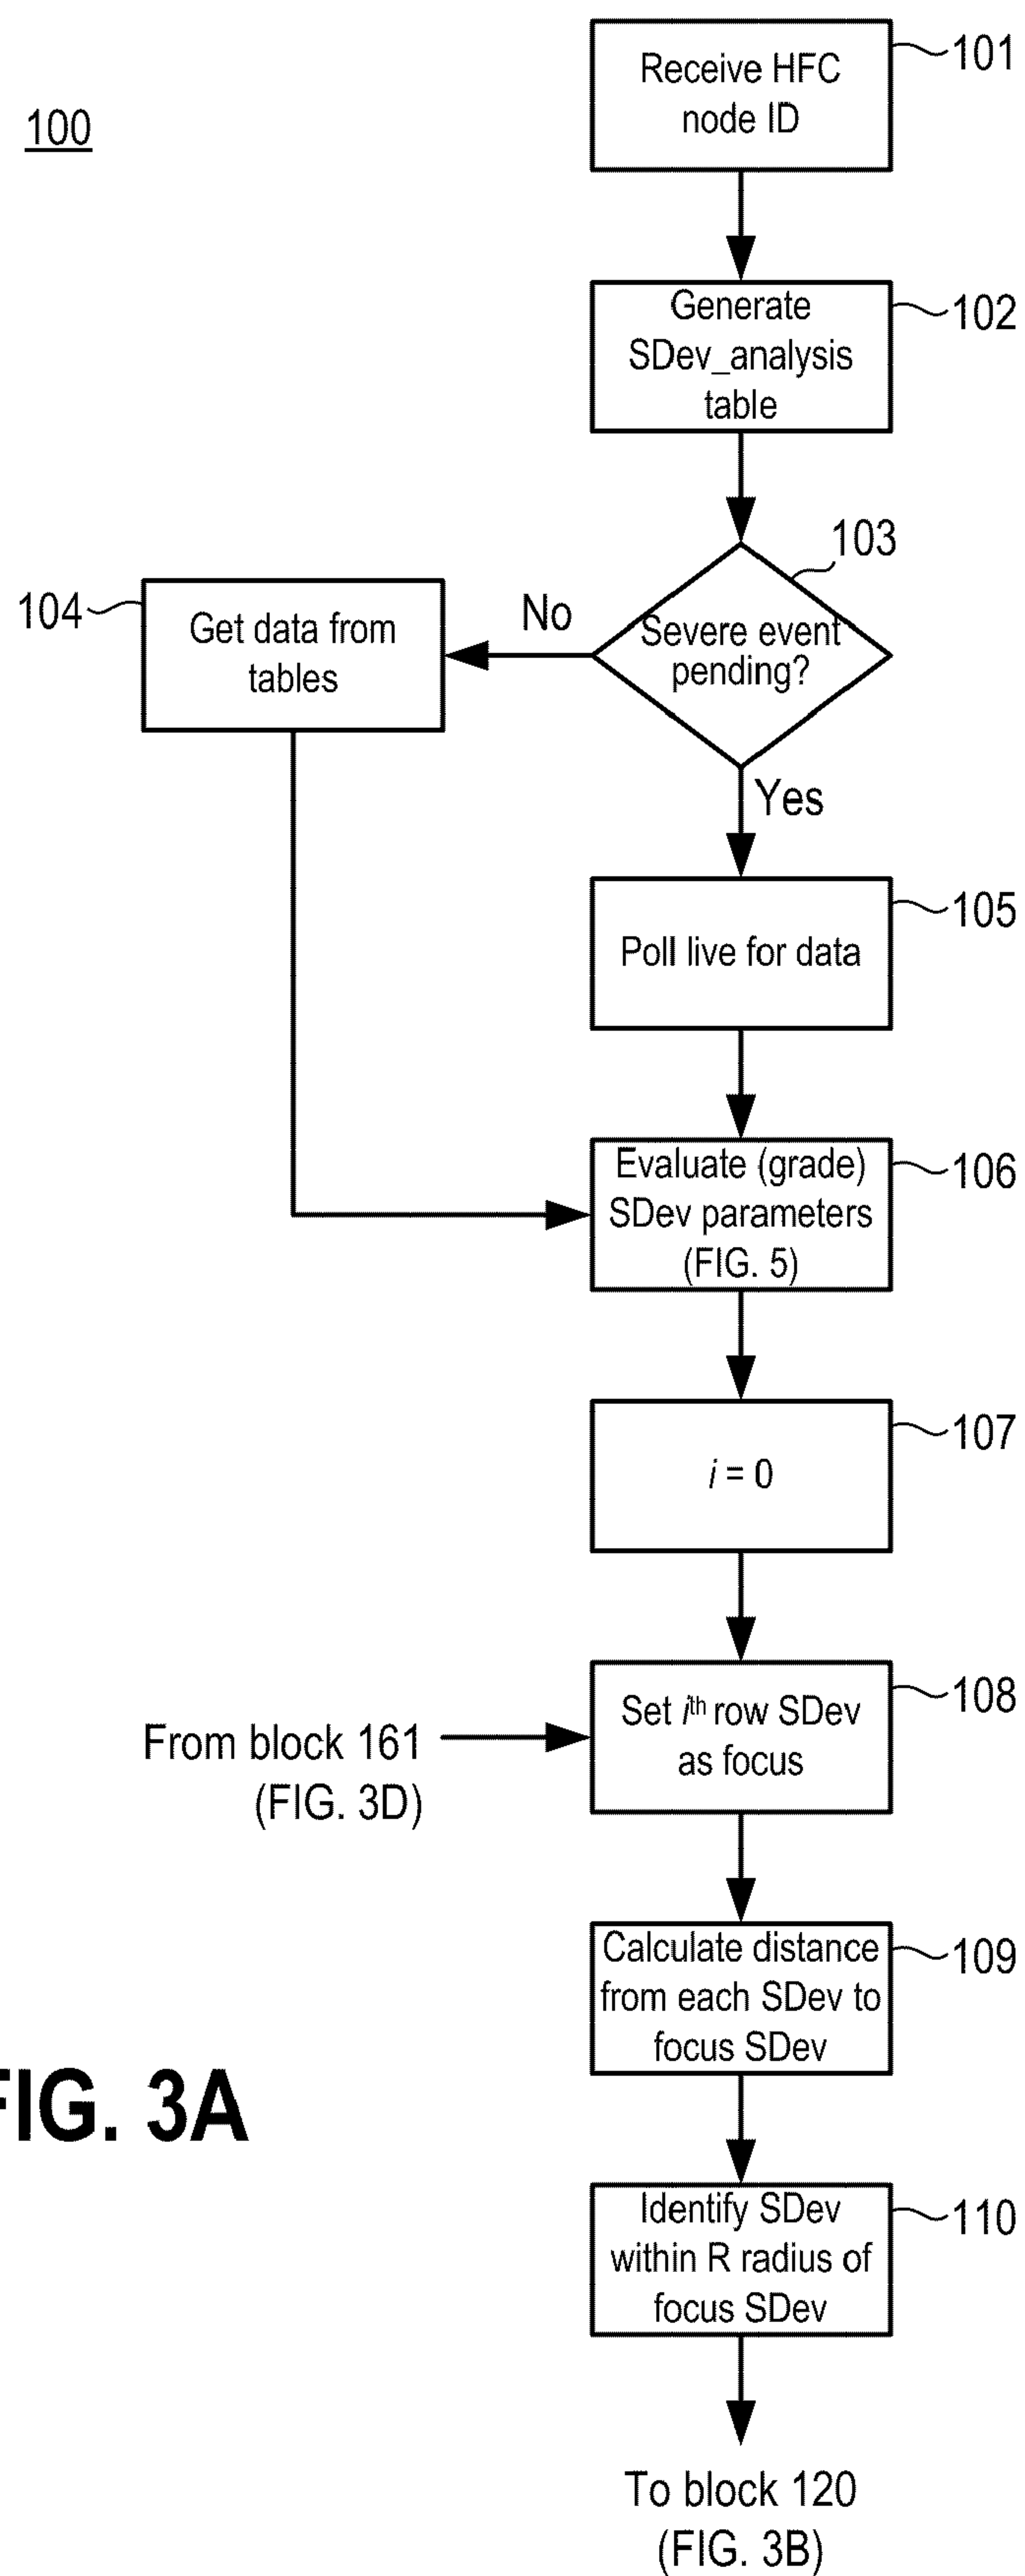 100
Receive HFC
node ID
101
Generate
SDev_analysis
table
102
103
Severe event
pending?
No
104
Get data from
tables
Yes
Poll live for data
105
Evaluate (grade)
SDev parameters
(FIG. 5)
106
i = 0
107
Set ith row SDev
as focus
108
From block 161
(FIG. 3D)
Calculate distance
from each SDev to
focus SDev
109
FIG. 3A
Identify SDev
within R radius of
focus SDev
110
To block 120
(FIG. 3B)